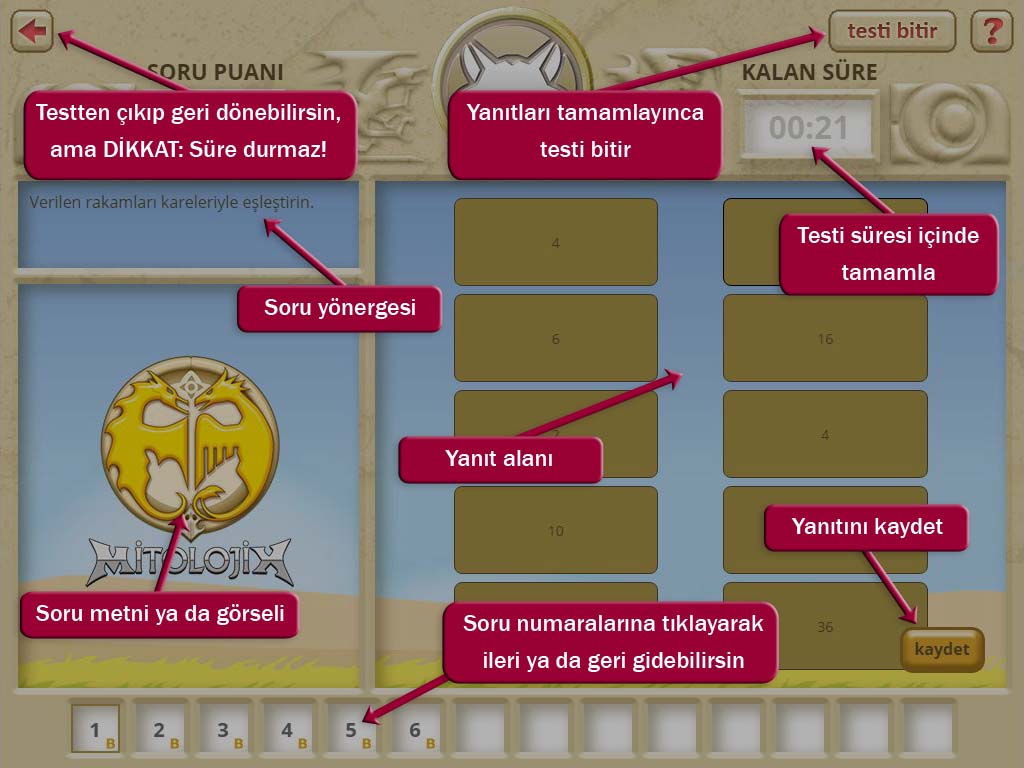 testi bitir
?
SORU PUANI
KALAN SÜRE
Testten çıkıp geri dönebilirsin,
ama DİKKAT: Süre durmaz!
Yanıtları tamamlayınca
testi bitir
00:21
Verilen rakamları kareleriyle eşleştirin.
Testi süresi içinde
tamamla
Soru yönergesi
4
6
16
Yanıt alanı
4
10
Yanıtını kaydet
MİTOLOJİX
Soru metni ya da görseli
Soru numaralarına tıklayarak
ileri ya da geri gidebilirsin
36
kaydet
1 B 2 B 3 B 4 B 5 B 6 B